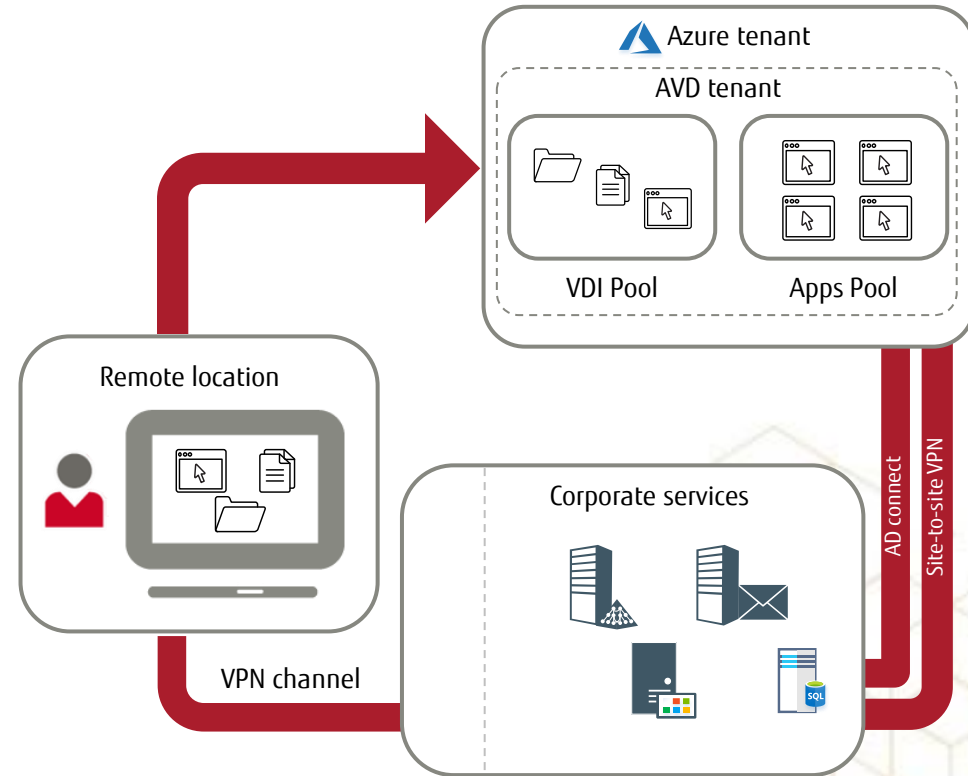 Azure tenant
AVD tenant
VDI Pool
Apps Pool
Remote location
Corporate services
AD connect
Site-to-site VPN
VPN channel
SQL